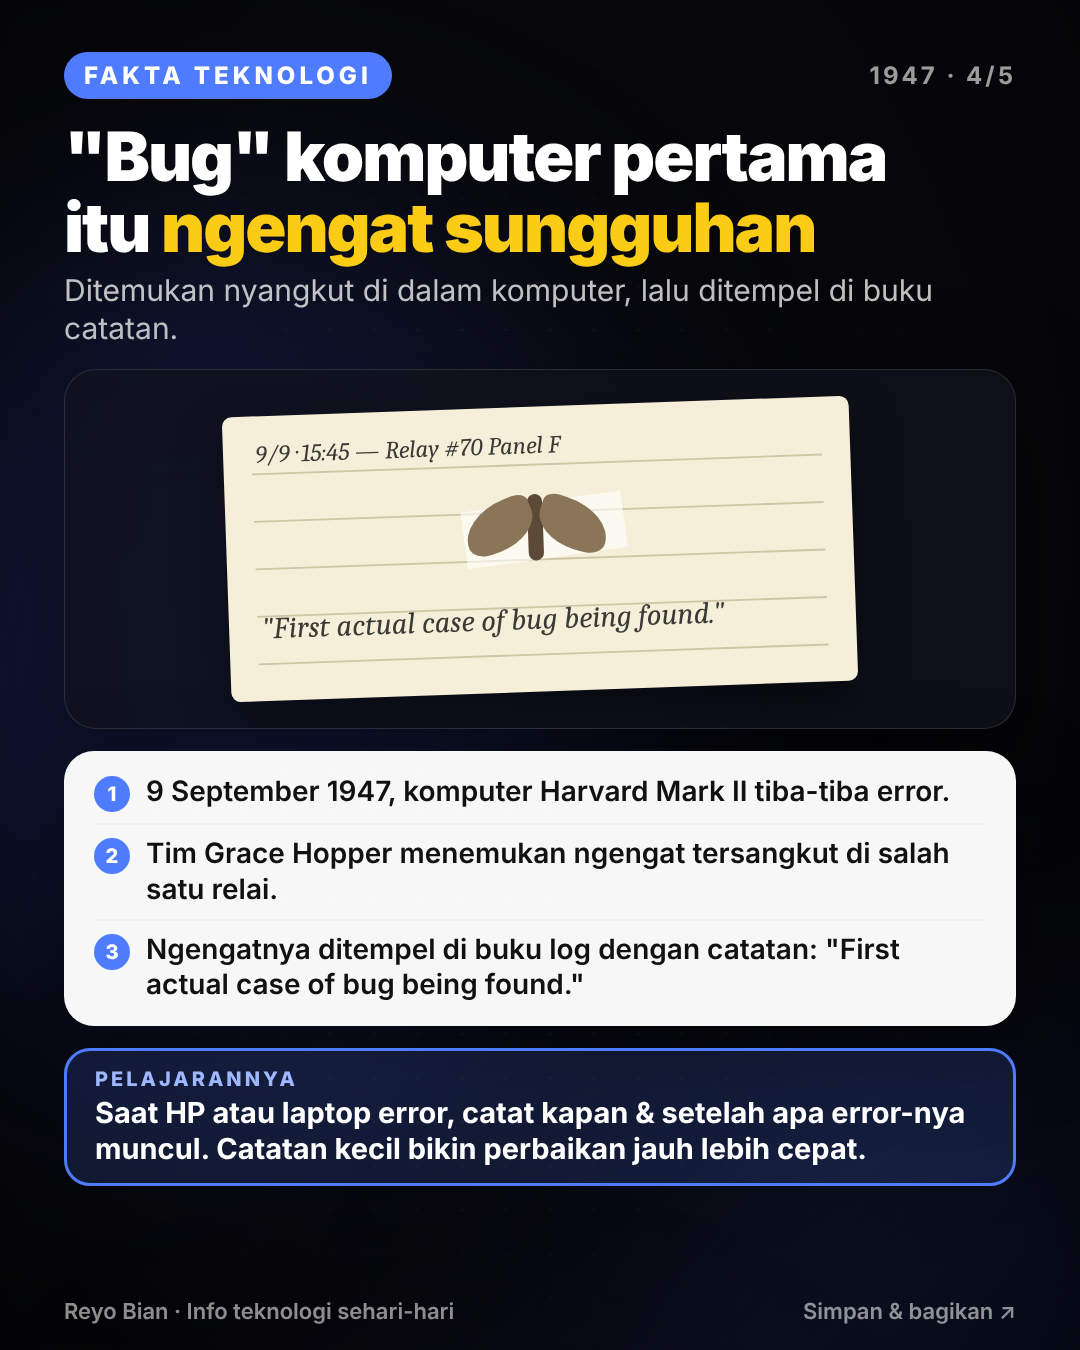 FAKTA TEKNOLOGI
1947 · 4/5
"Bug" komputer pertama
itu ngengat sungguhan
Ditemukan nyangkut di dalam komputer, lalu ditempel di buku
catatan.
9/9 · 15:45 — Relay #70 Panel F
"First actual case of bug being found."
1 9 September 1947, komputer Harvard Mark II tiba-tiba error.
2 Tim Grace Hopper menemukan ngengat tersangkut di salah
satu relai.
3 Ngengatnya ditempel di buku log dengan catatan: "First
actual case of bug being found."
PELAJARANNYA
Saat HP atau laptop error, catat kapan & setelah apa error-nya
muncul. Catatan kecil bikin perbaikan jauh lebih cepat.
Reyo Bian · Info teknologi sehari-hari
Simpan & bagikan ↗